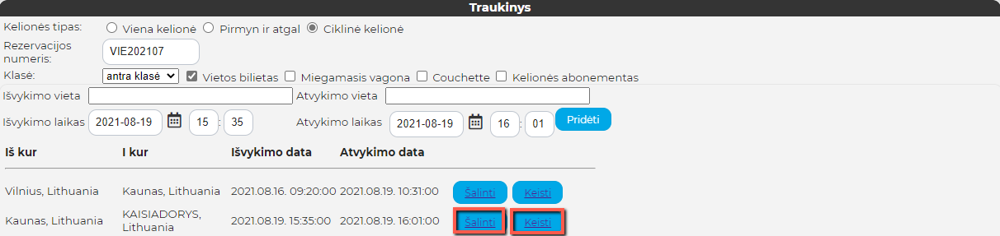 Traukinys
Kelionės tipas: Viena kelionė Pirmyn ir atgal Ciklinė kelionė
Rezervacijos numeris: VIE202107
Klasė: antra klasė Vietos bilietas Miegamasis vagona Couchette Kelionės abonementas
Išvykimo vieta Atvykimo vieta
Išvykimo laikas 2021-08-19 15 : 35 Atvykimo laikas 2021-08-19 16 : 01 Pridėti
Iš kur I kur Išvykimo data Atvykimo data
Vilnius, Lithuania Kaunas, Lithuania 2021.08.16. 09:20:00 2021.08.19. 10:31:00 Šalinti Keisti
Kaunas, Lithuania KAISIADORYS, Lithuania 2021.08.19. 15:35:00 2021.08.19. 16:01:00 Šalinti Keisti